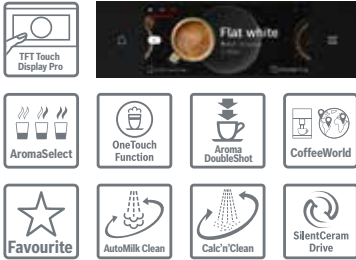 TFT Touch
Display Pro
Flat white
AromaSelect
OneTouch
Function
Aroma
DoubleShot
CoffeeWorld
Favourite
AutoMilk Clean
Calc'n'Clean
SilentCeram
Drive